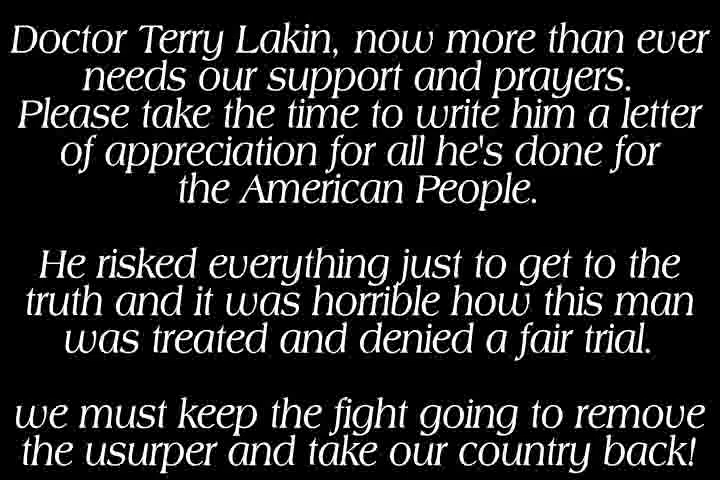 Doctor Terry Lakin, now more than ever
needs our support and prayers.
Please take the time to write him a letter
of appreciation for all he's done for
the American People.
He risked everything just to get to the
truth and it was horrible how this man
was treated and denied a fair trial.
we must keep the fight going to remove
the usurper and take our country back!